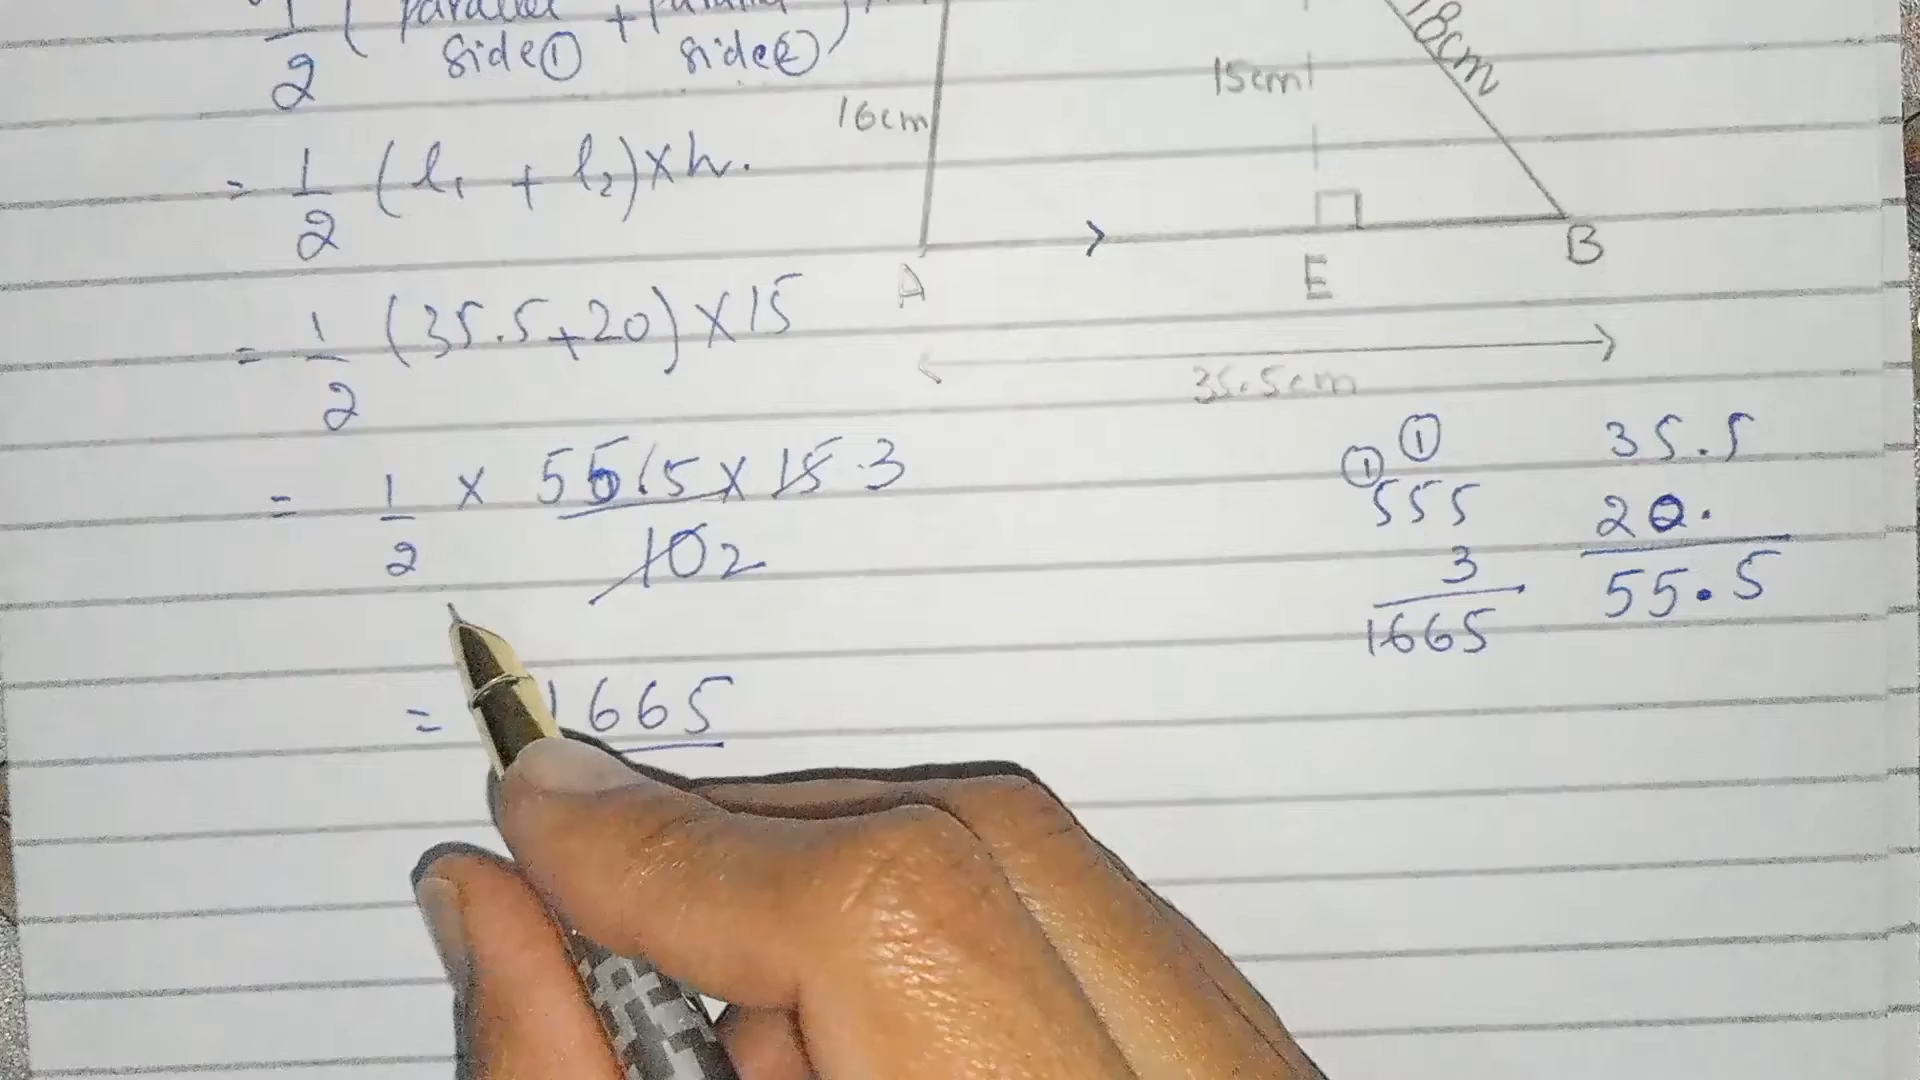 1/2 ( parallel side① + parallel side② )
= 1/2 (l₁ + l₂) × h.
= 1/2 (35.5+20) × 15
= 1/2 × 555 × 15 3
10 2
= 1665
18cm
15cm
16cm
A
E
B
35.5cm
① ①
555
3
1665
35.5
20.
55.5